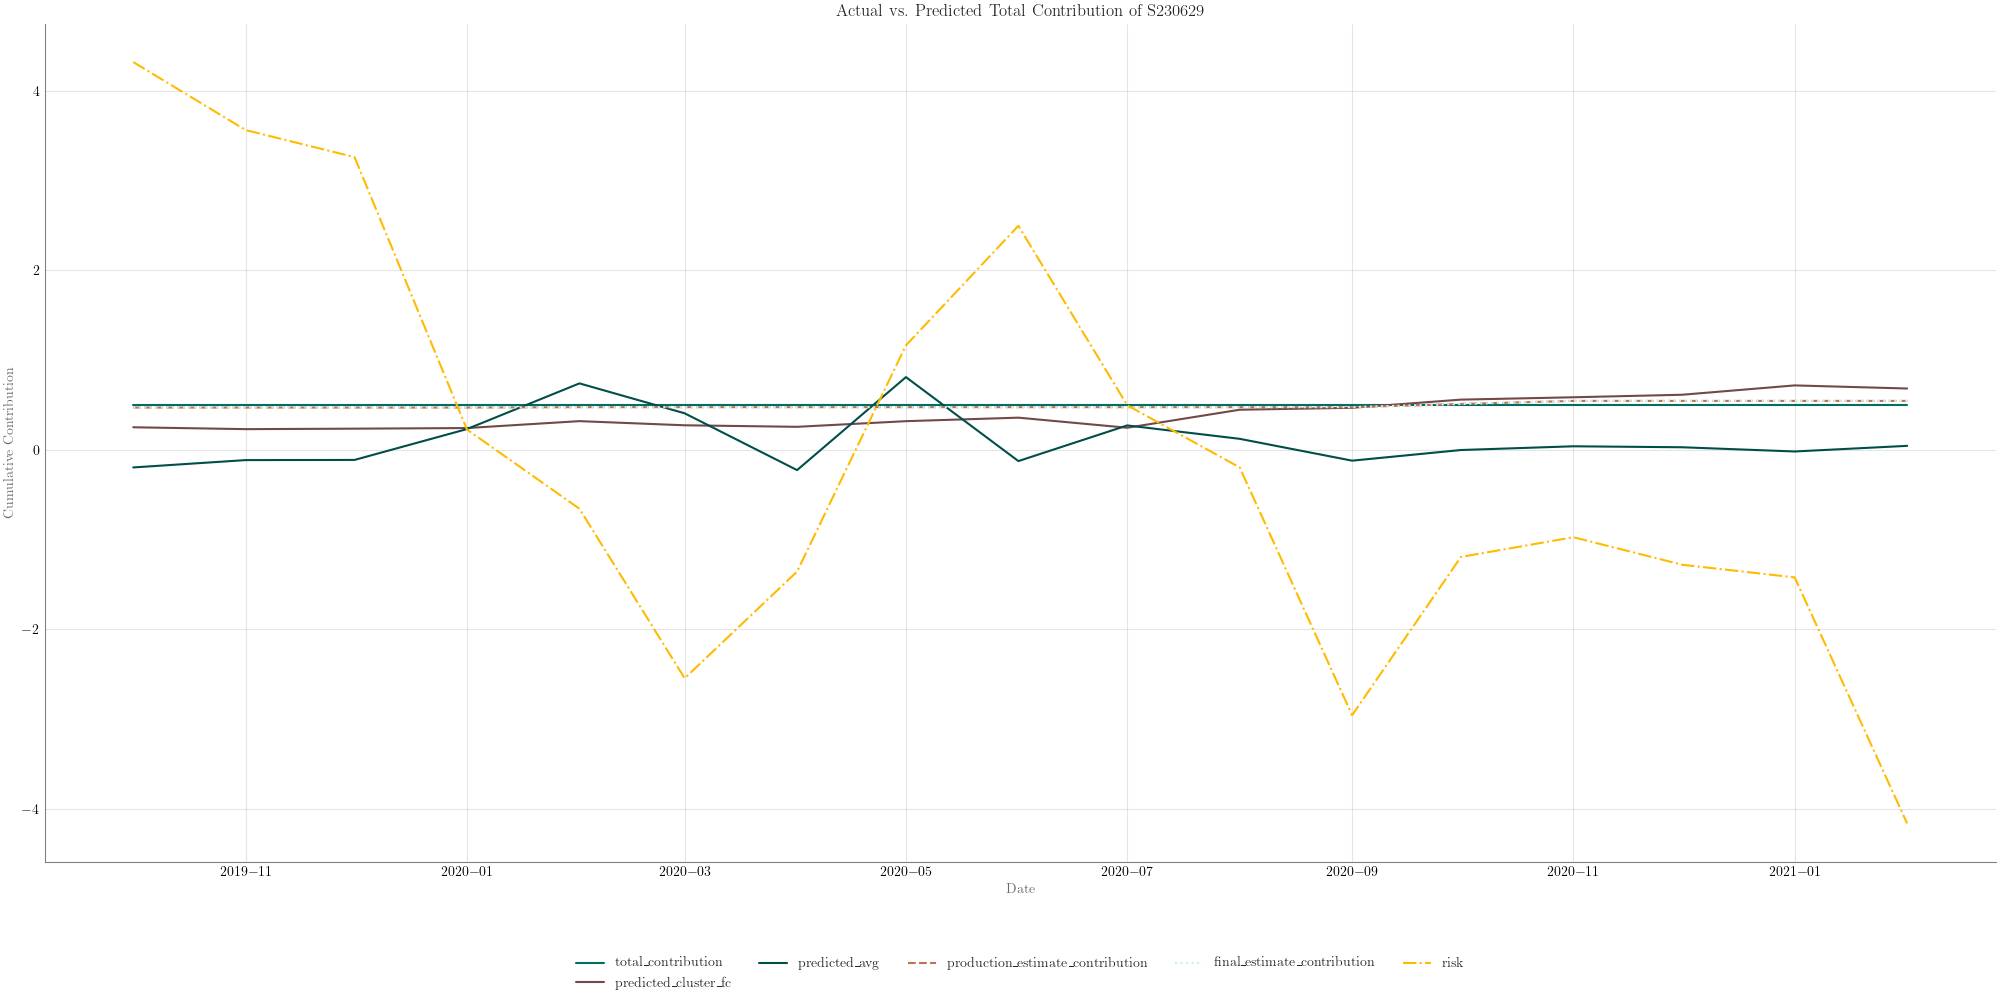 Actual vs. Predicted Total Contribution of S230629
Cumulative Contribution
4
2
0
−2
−4
2019−11 2020−01 2020−03 2020−05 2020−07 2020−09 2020−11 2021−01
Date
total_contribution predicted_avg production_estimate_contribution final_estimate_contribution risk
predicted_cluster_fc